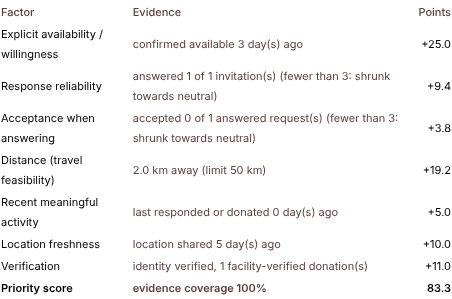 Factor Evidence Points
Explicit availability /
willingness
confirmed available 3 day(s) ago +25.0
Response reliability
answered 1 of 1 invitation(s) (fewer than 3: shrunk
towards neutral)
+9.4
Acceptance when
answering
accepted 0 of 1 answered request(s) (fewer than 3:
shrunk towards neutral)
+3.8
Distance (travel
feasibility)
2.0 km away (limit 50 km) +19.2
Recent meaningful
activity
last responded or donated 0 day(s) ago +5.0
Location freshness location shared 5 day(s) ago +10.0
Verification identity verified, 1 facility-verified donation(s) +11.0
Priority score evidence coverage 100% 83.3